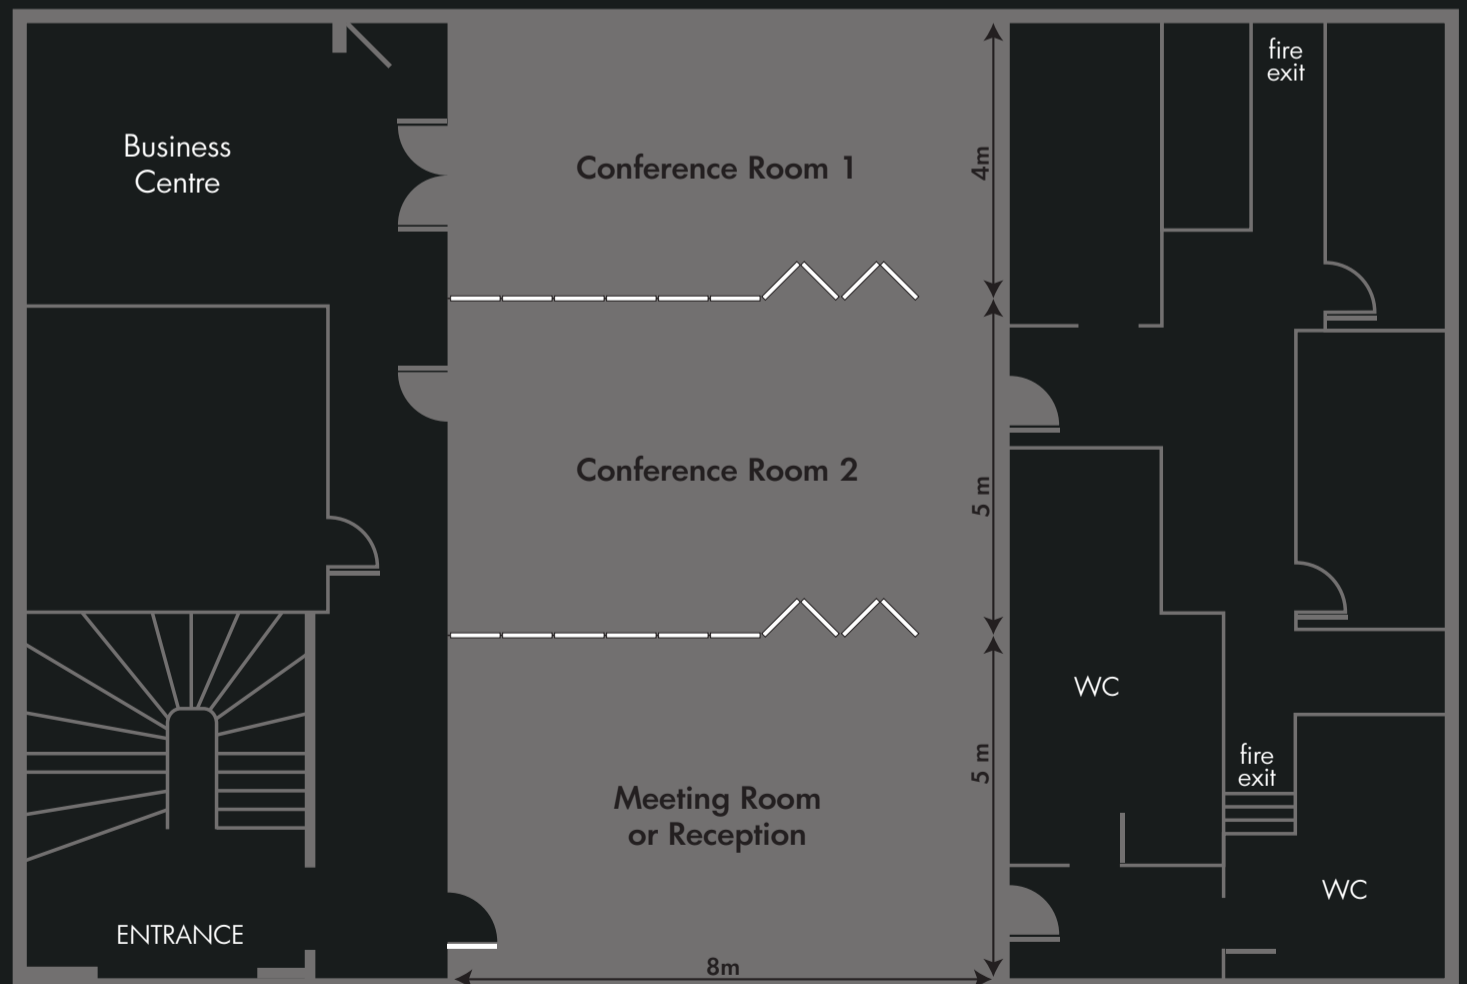 fire
exit
Business
Centre
Conference Room 1
4m
Conference Room 2
5 m
WC
fire
exit
5 m
Meeting Room
or Reception
WC
ENTRANCE
8m